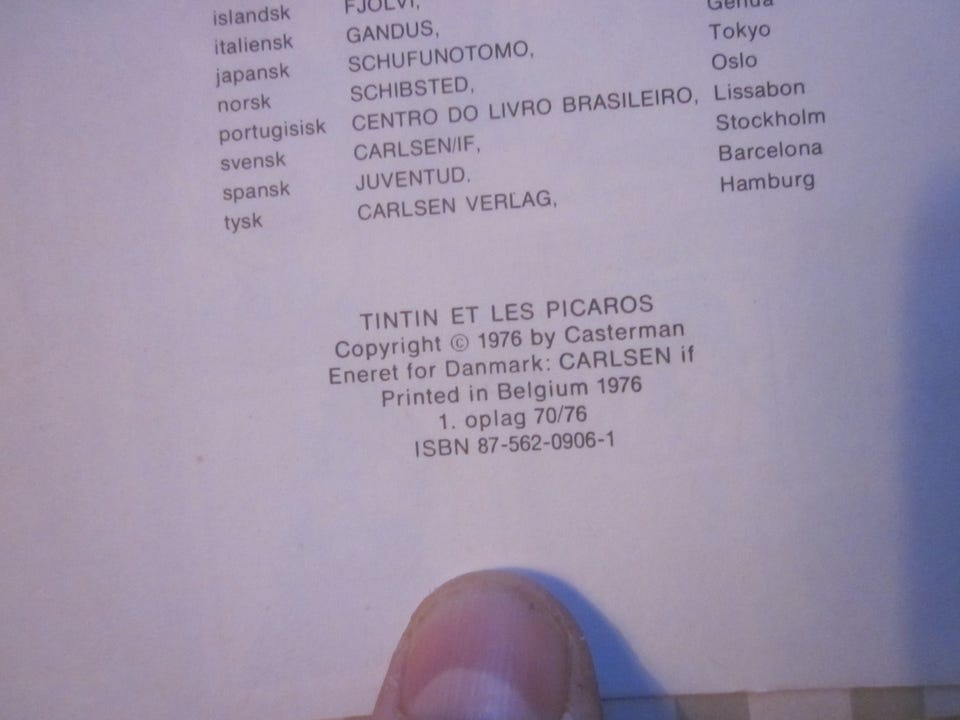 islandsk FJOLVI, Genua
italiensk GANDUS, Tokyo
japansk SCHUFUNOTOMO, Oslo
norsk SCHIBSTED, Lissabon
portugisisk CENTRO DO LIVRO BRASILEIRO, Stockholm
svensk CARLSEN/IF, Barcelona
spansk JUVENTUD. Hamburg
tysk CARLSEN VERLAG,
TINTIN ET LES PICAROS
Copyright © 1976 by Casterman
Eneret for Danmark: CARLSEN if
Printed in Belgium 1976
1. oplag 70/76
ISBN 87-562-0906-1